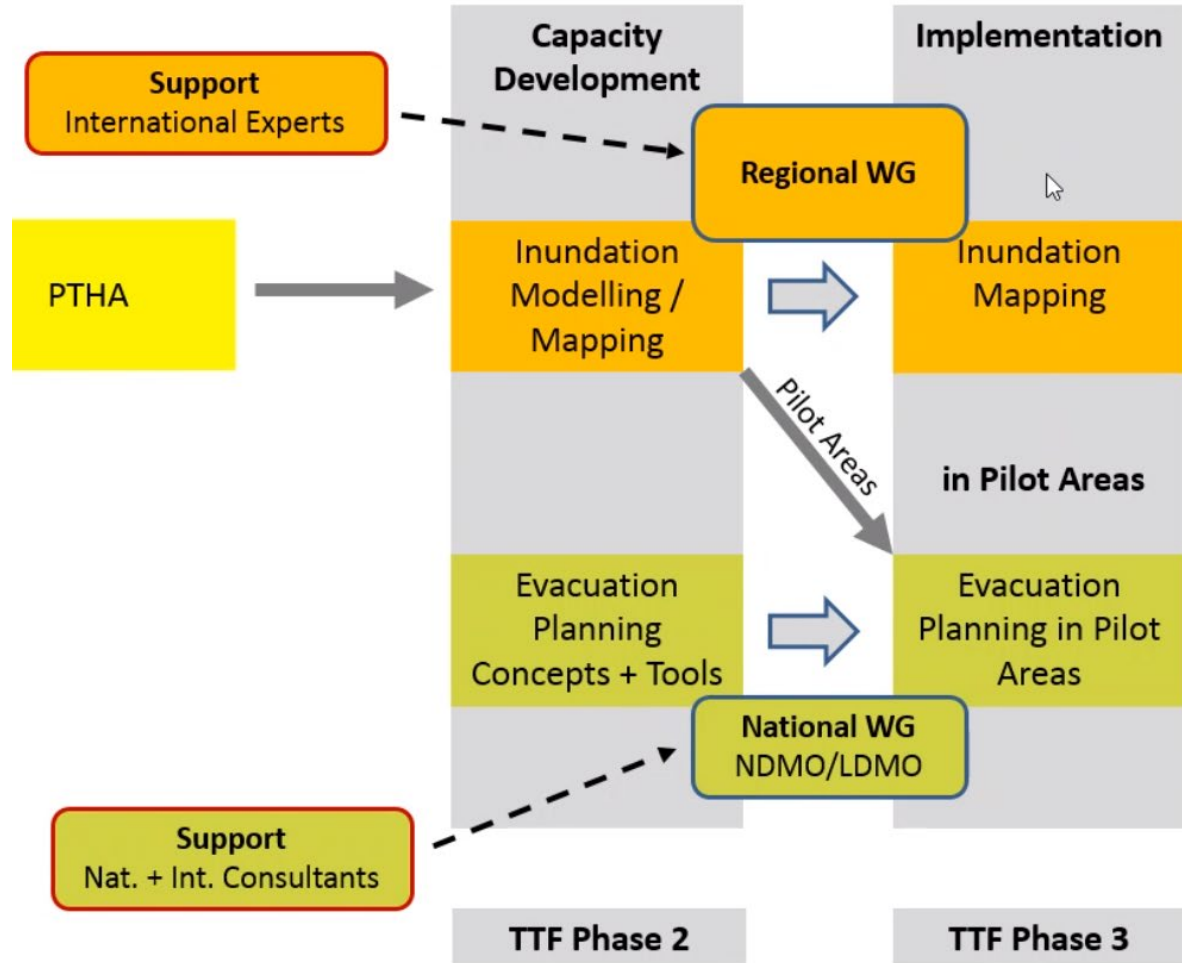 Capacity
Development
Implementation
Support
International Experts
Regional WG
PTHA
Inundation
Modelling /
Mapping
Inundation
Mapping
Pilot Areas
in Pilot Areas
Evacuation
Planning
Concepts + Tools
Evacuation
Planning in Pilot
Areas
National WG
NDMO/LDMO
Support
Nat. + Int. Consultants
TTF Phase 2
TTF Phase 3